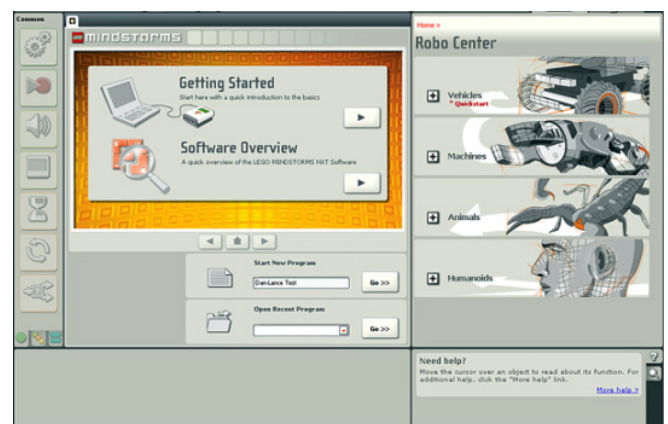 Common
mindstorms
Getting Started
Start here with a quick introduction to the basics
Software Overview
A quick overview of the LEGO MINDSTORMS NXT Software
Start New Program
Dan-Lance Test
Go >>
Open Recent Program
Go >>
Home >
Robo Center
Vehicles
* Quickstart
Machines
Animals
Humanoids
Need help?
Move the cursor over an object to read about its function. For
additional help, click the "More help" link.
More help >
?